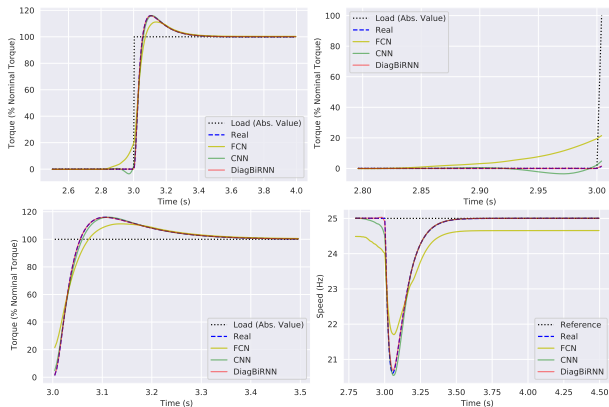 120
100
80
60
40
20
0
2.6
2.8
3.0
3.2
3.4
3.6
3.8
4.0
Time (s)
Torque (% Nominal Torque)
Load (Abs. Value)
Real
FCN
CNN
DiagBiRNN
100
80
60
40
20
0
2.80
2.85
2.90
2.95
3.00
Time (s)
Torque (% Nominal Torque)
Load (Abs. Value)
Real
FCN
CNN
DiagBiRNN
120
100
80
60
40
20
0
3.0
3.1
3.2
3.3
3.4
3.5
Time (s)
Torque (% Nominal Torque)
Load (Abs. Value)
Real
FCN
CNN
DiagBiRNN
25
24
23
22
21
2.75
3.00
3.25
3.50
3.75
4.00
4.25
4.50
Time (s)
Speed (Hz)
Reference
Real
FCN
CNN
DiagBiRNN